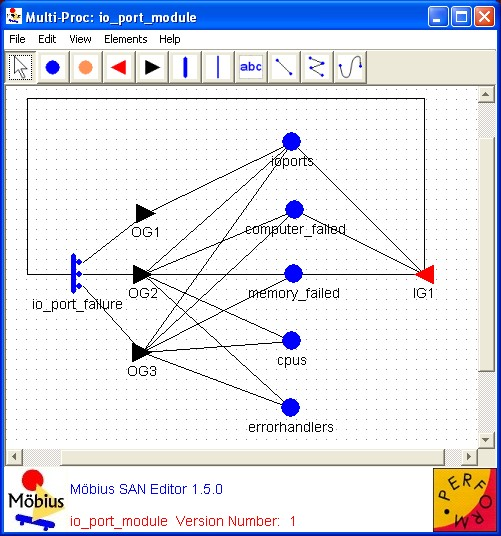 Multi-Proc: io_port_module
File Edit View Elements Help
abc
ioports
OG1
computer_failed
OG2
memory_failed
IG1
io_port_failure
cpus
OG3
errorhandlers
Möbius
Möbius SAN Editor 1.5.0
io_port_module Version Number: 1
PERFORM